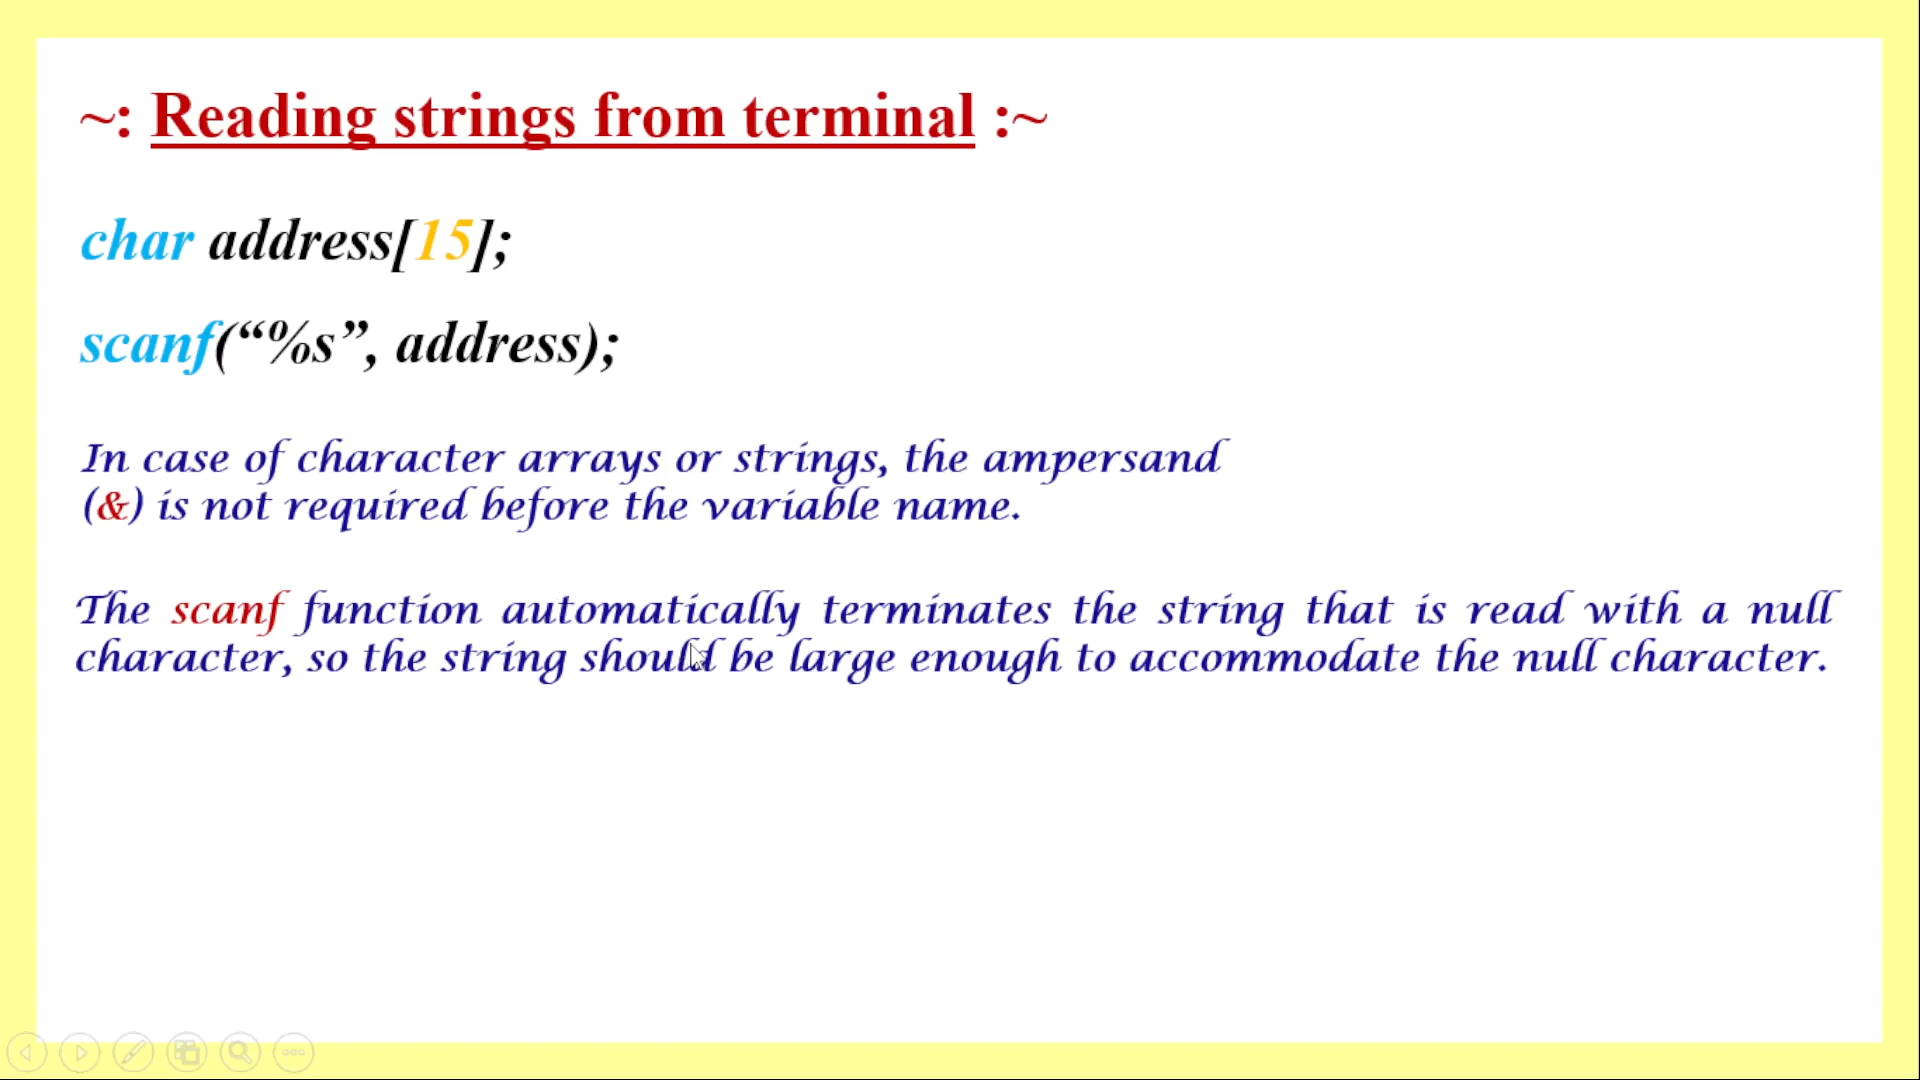 ~: Reading strings from terminal :~
char address[15];
scanf(“%s”, address);
In case of character arrays or strings, the ampersand
(&) is not required before the variable name.
The scanf function automatically terminates the string that is read with a null
character, so the string should be large enough to accommodate the null character.